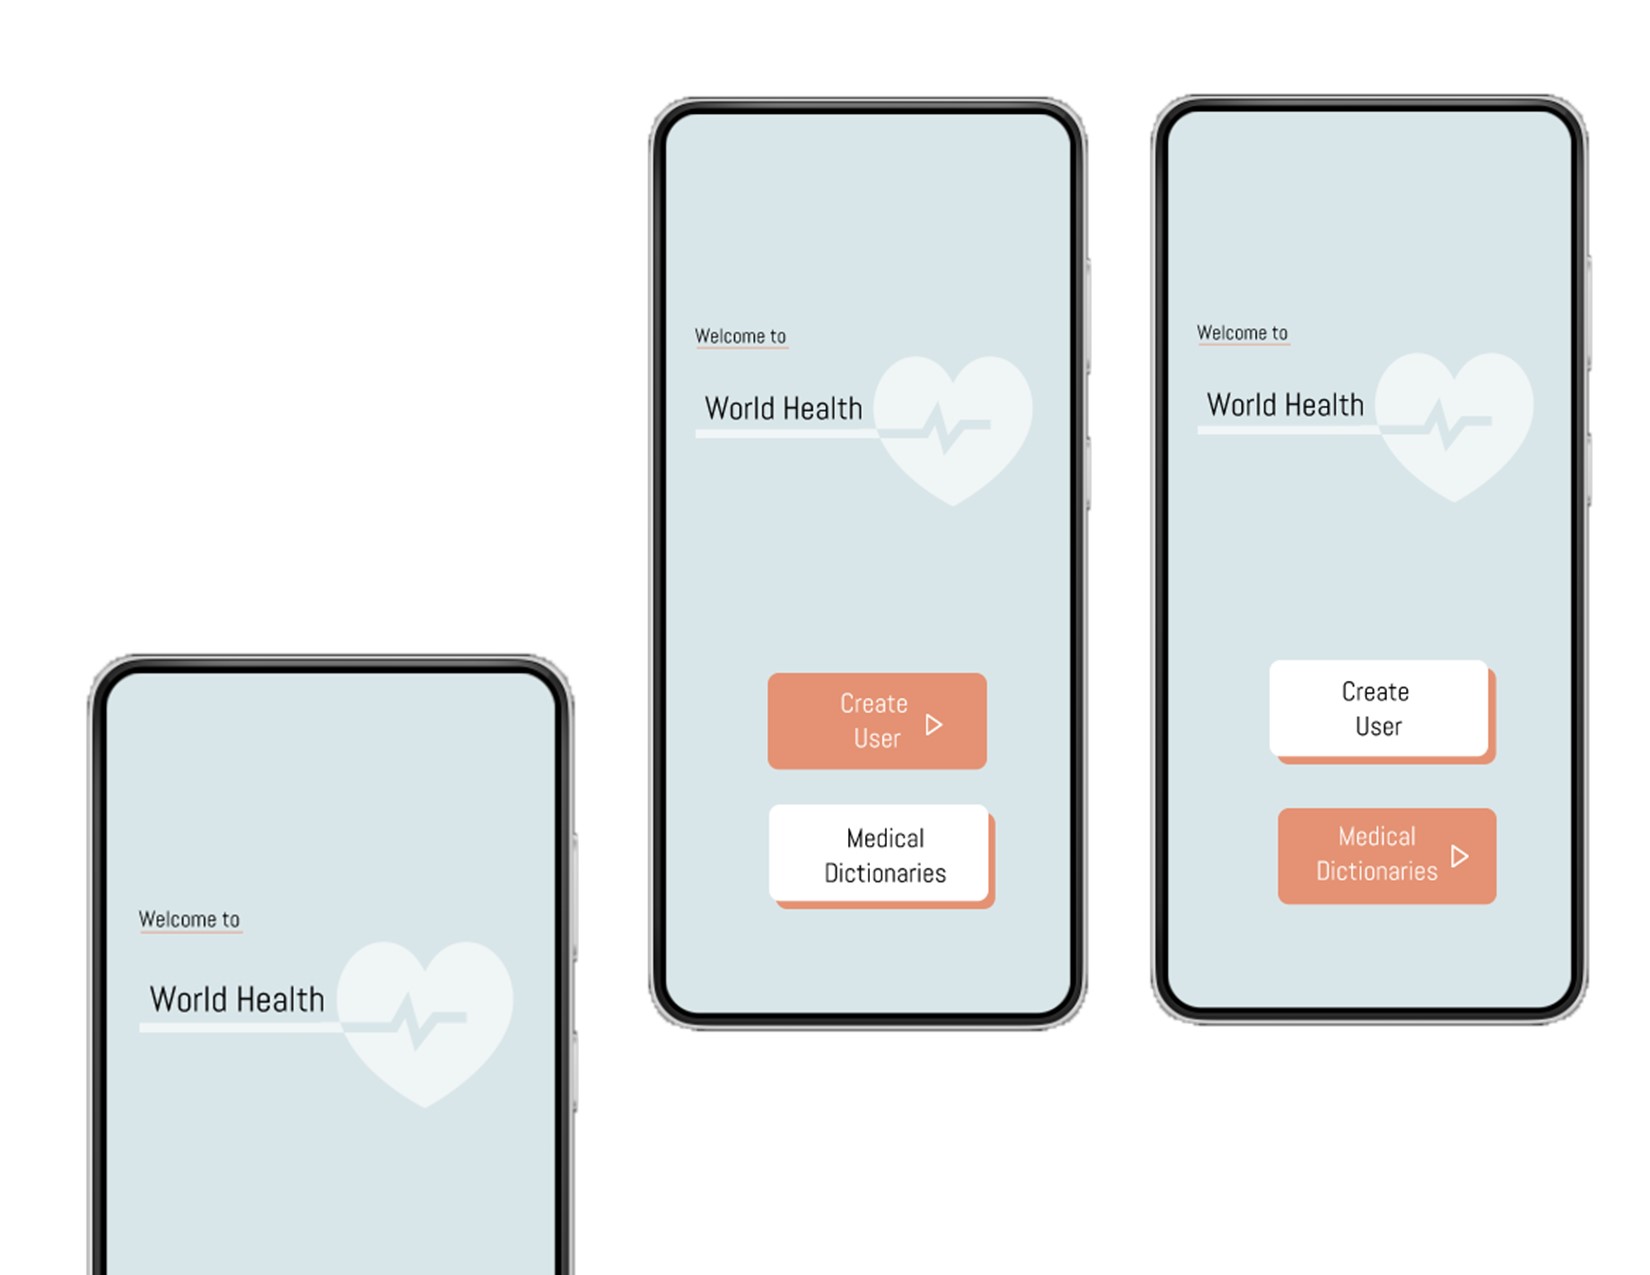 Welcome to
World Health
Create
User
Medical
Dictionaries
Welcome to
World Health
Create
User
Medical
Dictionaries
Welcome to
World Health